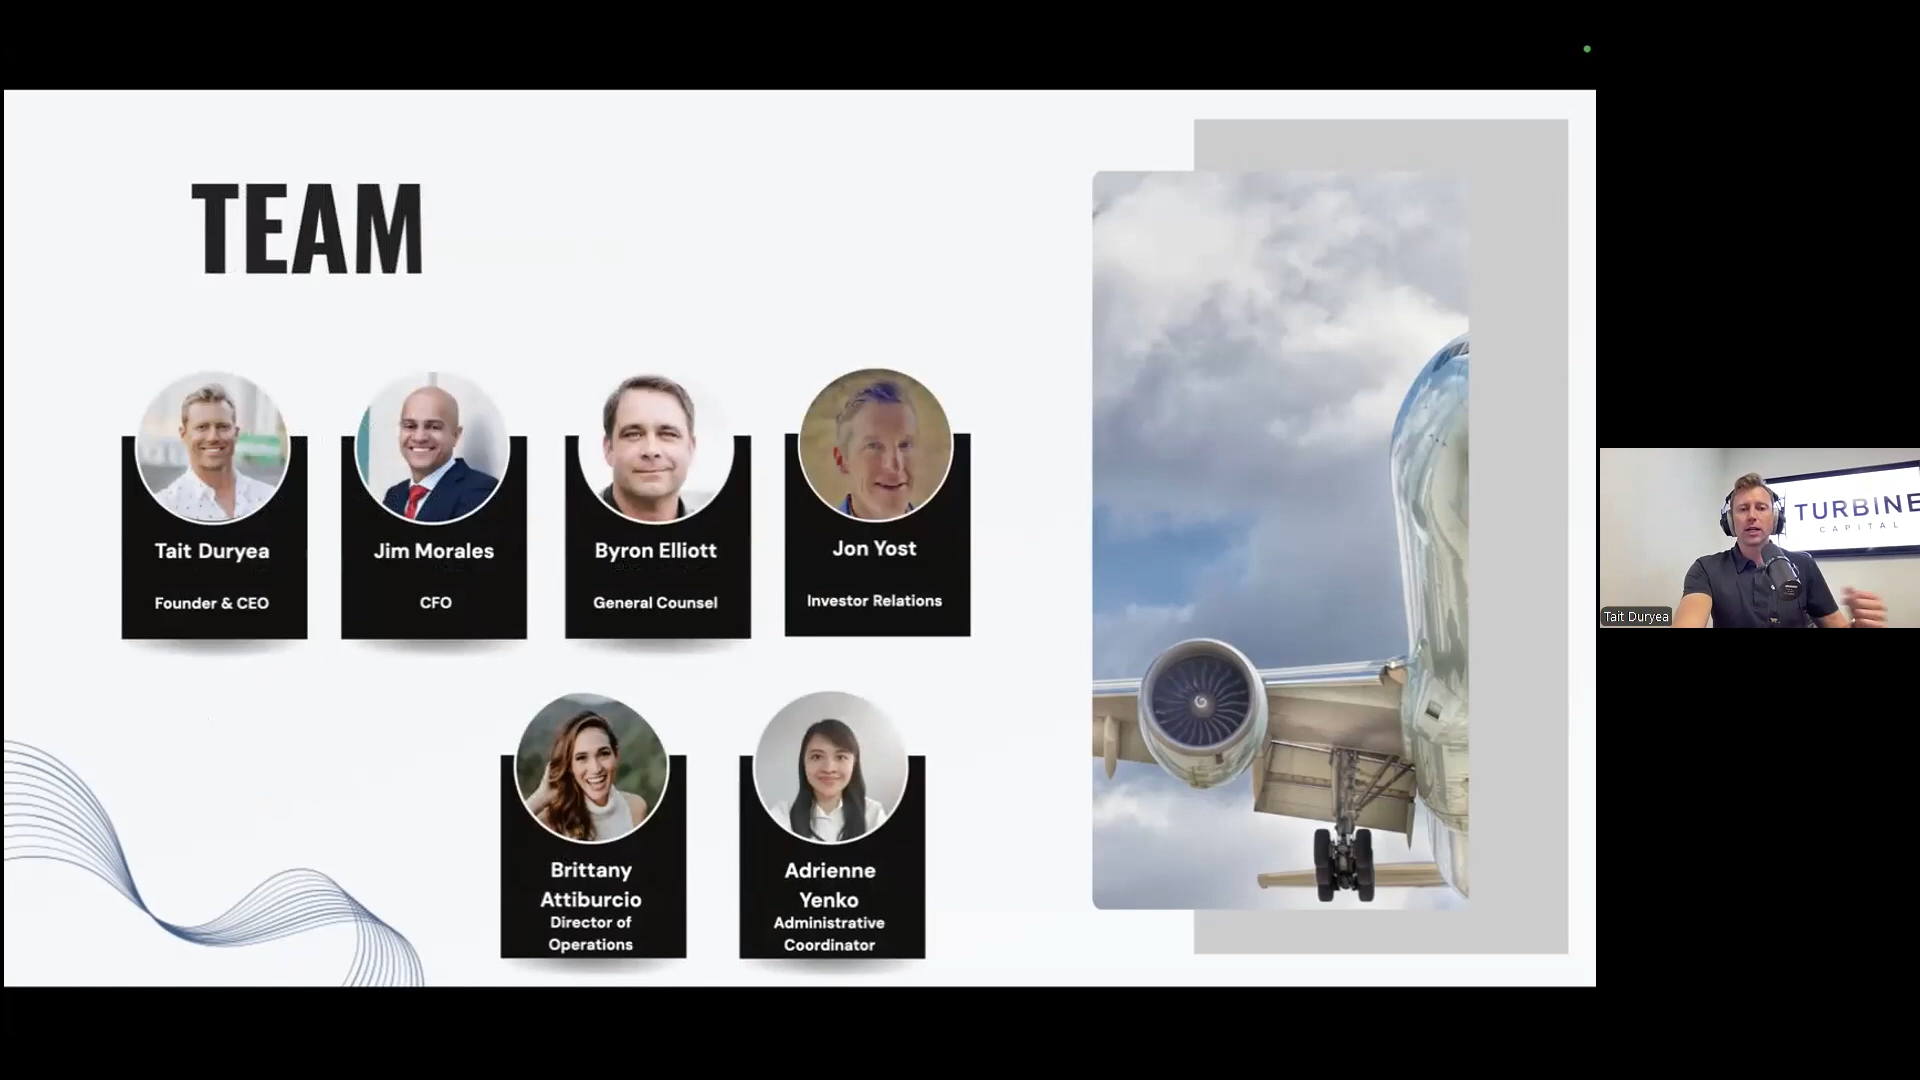 TEAM
Tait Duryea
Founder & CEO
Jim Morales
CFO
Byron Elliott
General Counsel
Jon Yost
Investor Relations
Brittany
Attiburcio
Director of
Operations
Adrienne
Yenko
Administrative
Coordinator
TURBINE
CAPITAL
Tait Duryea